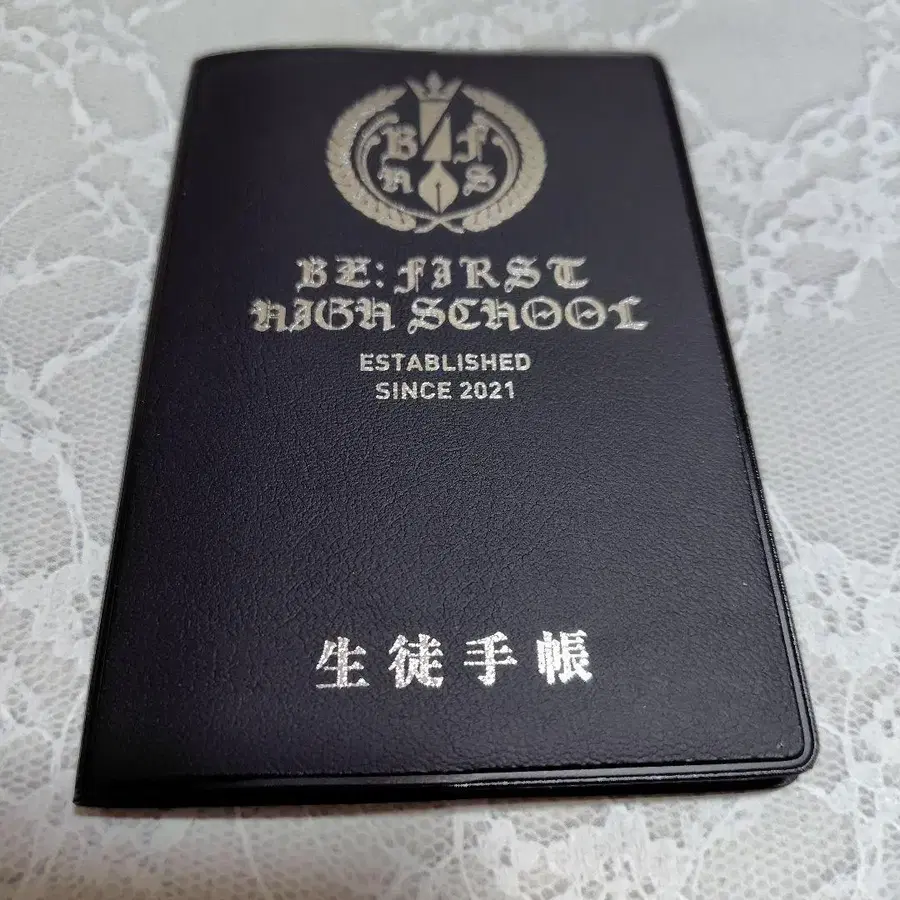 B F
H S
BE:FIRST
HIGH SCHOOL
ESTABLISHED
SINCE 2021
生徒手帳